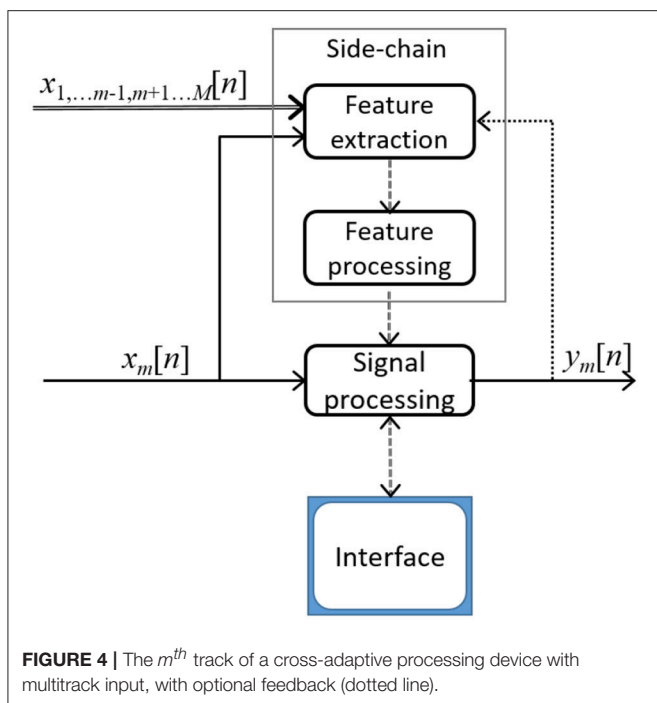 Side-chain
x1,...m-1,m+1...M[n]
Feature
extraction
Feature
processing
xm[n]
Signal
processing
ym[n]
Interface
FIGURE 4 | The mth track of a cross-adaptive processing device with
multitrack input, with optional feedback (dotted line).